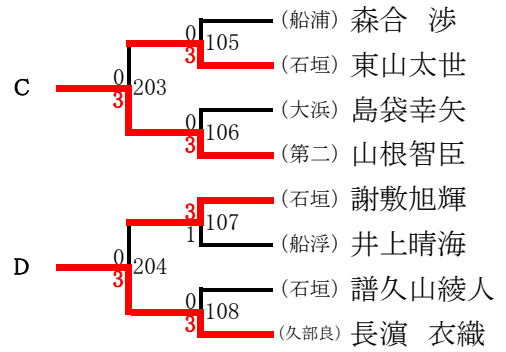 (船浦) 森合 渉
0
105
3
(石垣) 東山太世
0
C
203
3
(大浜) 島袋幸矢
0
106
3
(第二) 山根智臣
(石垣) 謝敷旭輝
3
107
1
(船浮) 井上晴海
0
D
204
3
(石垣) 譜久山綾人
0
108
3
(久部良) 長濵 衣織